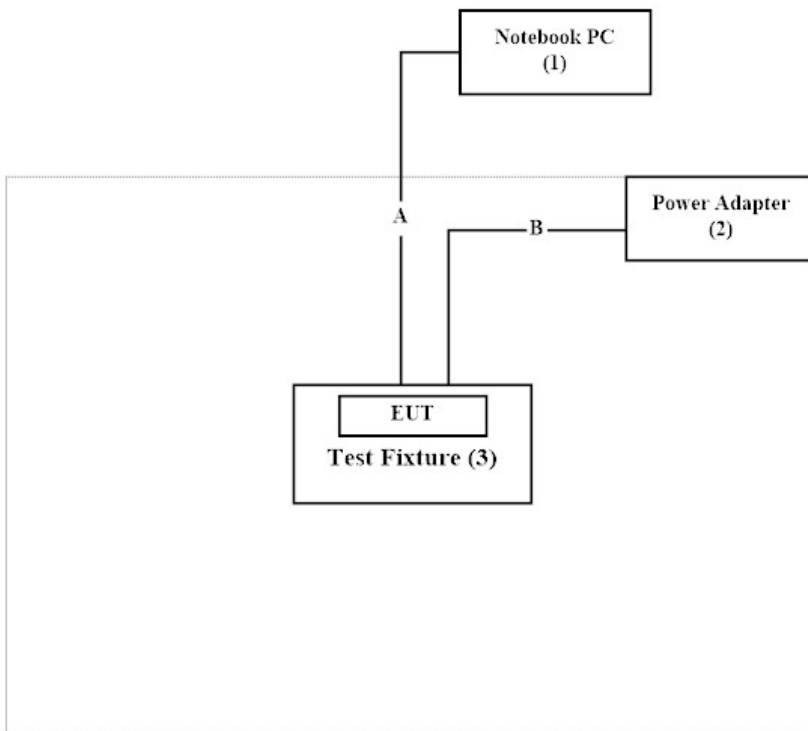 Notebook PC
(1)
Power Adapter
(2)
A
B
EUT
Test Fixture (3)